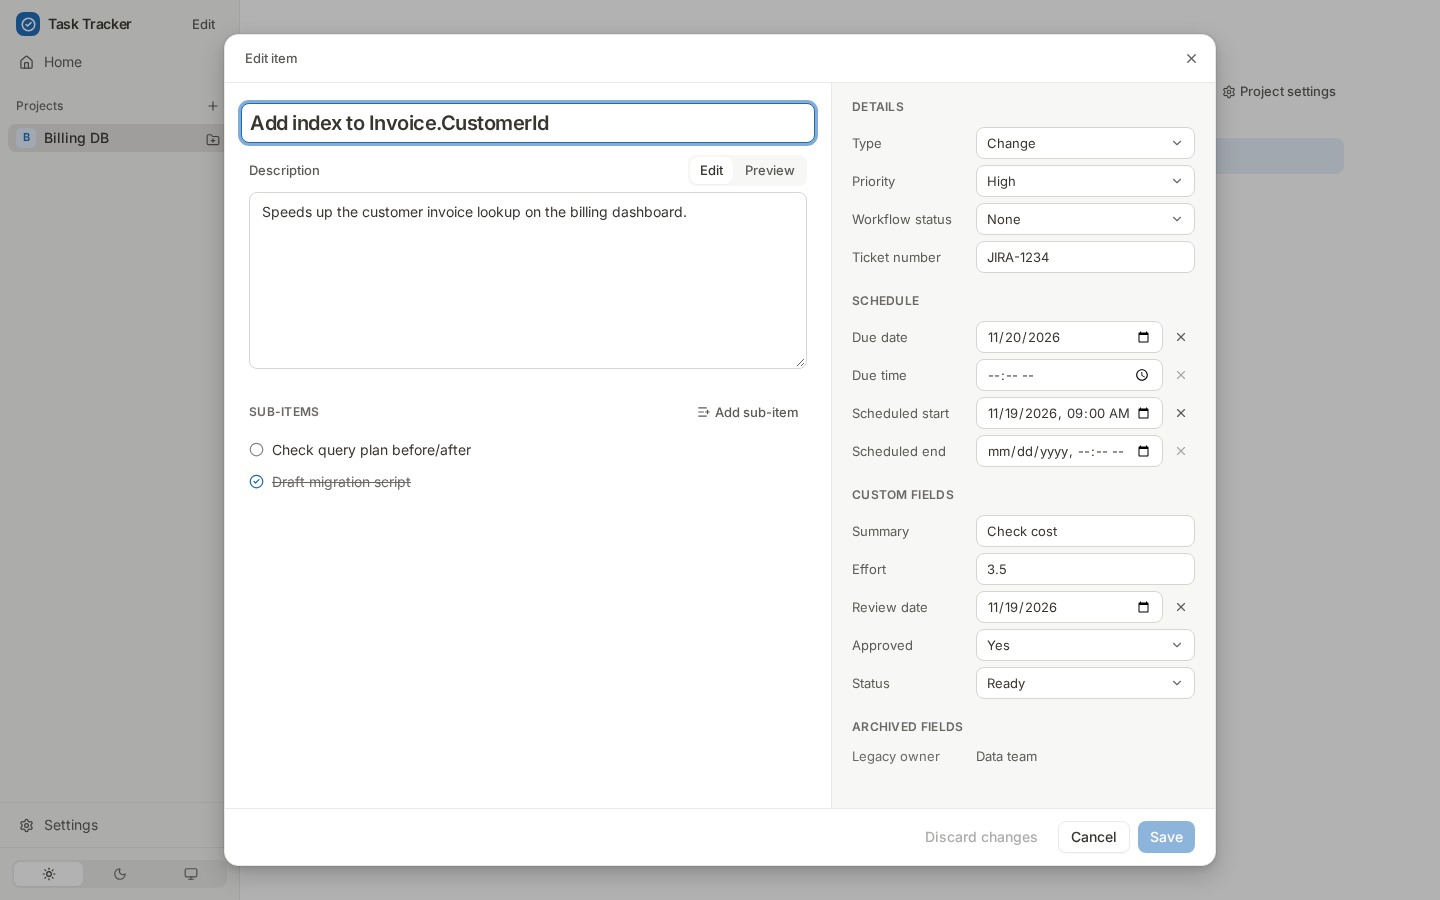 Task Tracker
Edit
Home
Projects
B Billing DB
Settings
Project settings
Edit item
Add index to Invoice.CustomerId
Description
Edit
Preview
Speeds up the customer invoice lookup on the billing dashboard.
SUB-ITEMS
Add sub-item
Check query plan before/after
Draft migration script
DETAILS
Type Change
Priority High
Workflow status None
Ticket number JIRA-1234
SCHEDULE
Due date 11/20/2026
Due time --:-- --
Scheduled start 11/19/2026, 09:00 AM
Scheduled end mm/dd/yyyy, --:-- --
CUSTOM FIELDS
Summary Check cost
Effort 3.5
Review date 11/19/2026
Approved Yes
Status Ready
ARCHIVED FIELDS
Legacy owner Data team
Discard changes
Cancel
Save